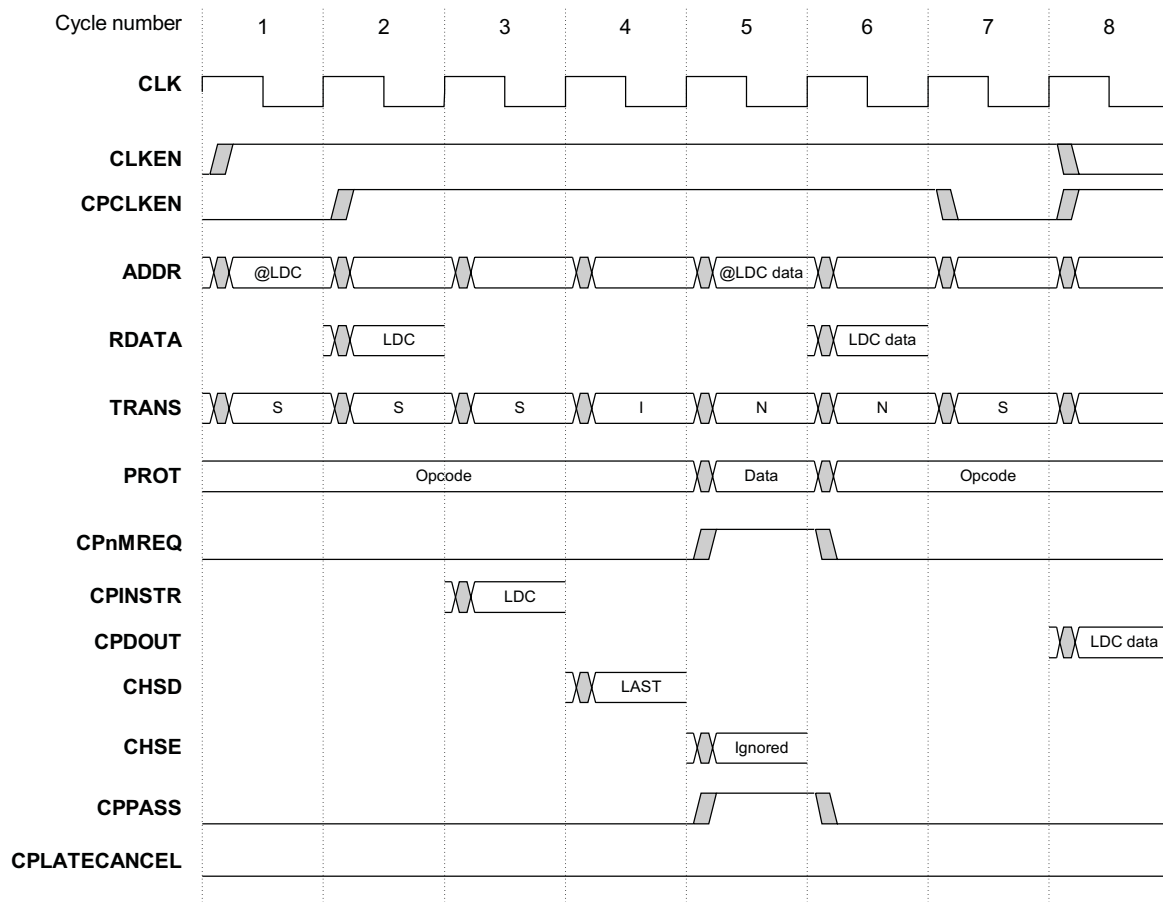 Cycle number 1 2 3 4 5 6 7 8
CLK
CLKEN
CPCLKEN
ADDR @LDC @LDC data
RDATA LDC LDC data
TRANS S S S I N N S
PROT Opcode Data Opcode
CPnMREQ
CPINSTR LDC
CPDOUT LDC data
CHSD LAST
CHSE Ignored
CPPASS
CPLATECANCEL